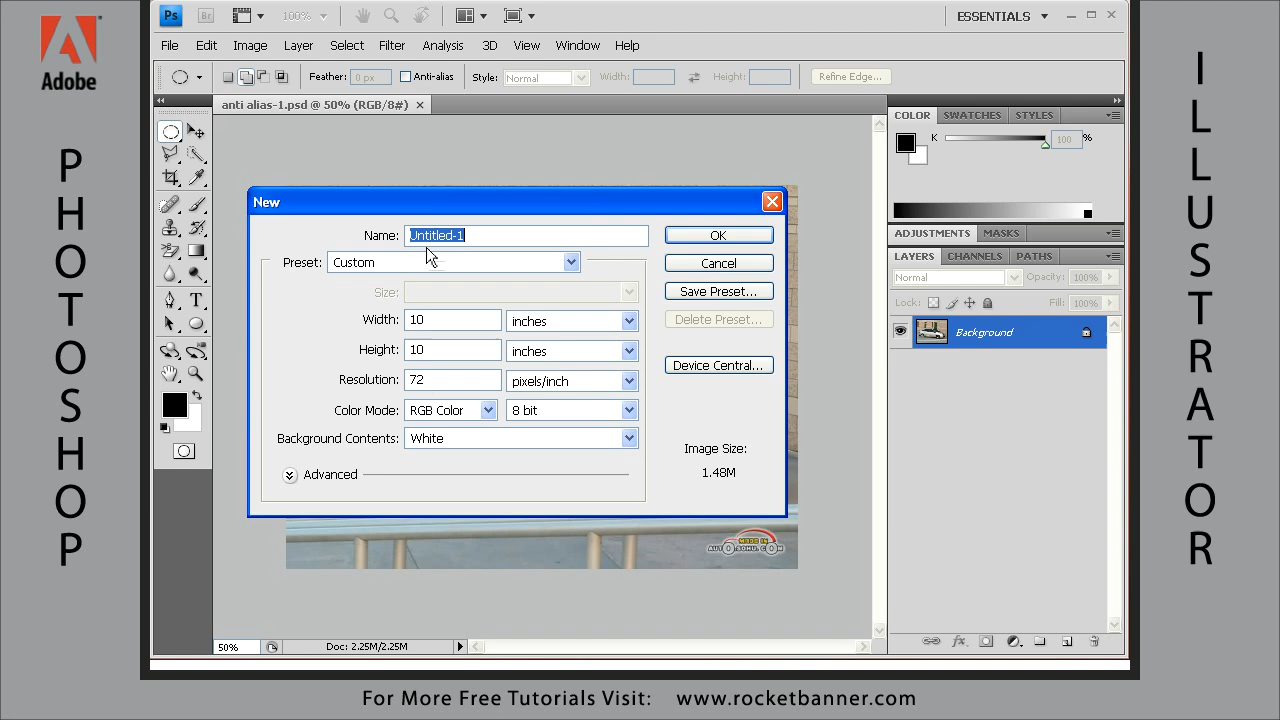 Adobe
PHOTOSHOP
ILLUSTRATOR
Ps Br 100% ESSENTIALS
File Edit Image Layer Select Filter Analysis 3D View Window Help
Feather: 0 px Anti-alias Style: Normal Width: Height: Refine Edge...
anti alias-1.psd @ 50% (RGB/8#) ×
COLOR SWATCHES STYLES
K 100 %
ADJUSTMENTS MASKS
LAYERS CHANNELS PATHS
Normal Opacity: 100%
Lock: Fill: 100%
Background
New
Name: Untitled-1 OK
Preset: Custom Cancel
Size: Save Preset...
Width: 10 inches Delete Preset...
Height: 10 inches
Device Central...
Resolution: 72 pixels/inch
Color Mode: RGB Color 8 bit
Background Contents: White
Image Size:
1.48M
Advanced
MADE IN
AUTO.SOHU.COM
50% Doc: 2.25M/2.25M
For More Free Tutorials Visit: www.rocketbanner.com